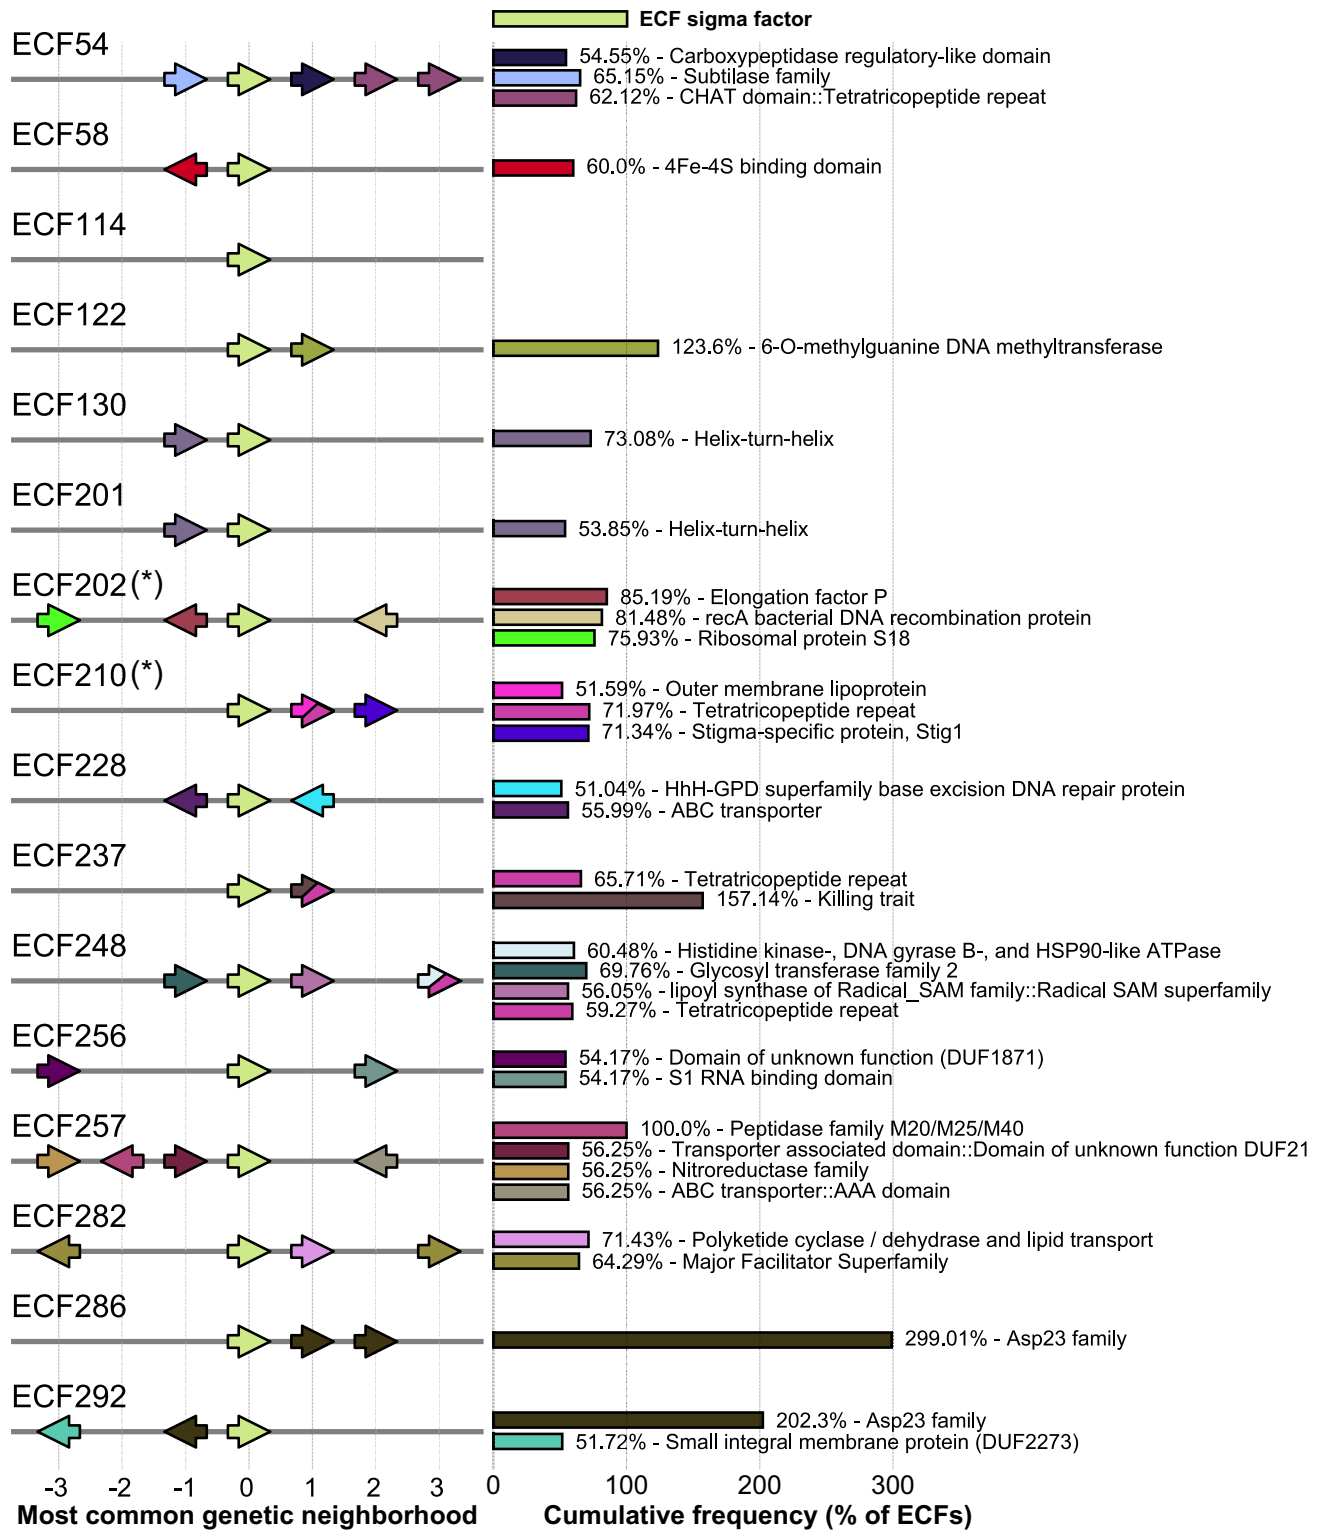 ECF sigma factor
ECF54
54.55% - Carboxypeptidase regulatory-like domain
65.15% - Subtilase family
62.12% - CHAT domain::Tetratricopeptide repeat
ECF58
60.0% - 4Fe-4S binding domain
ECF114
ECF122
123.6% - 6-O-methylguanine DNA methyltransferase
ECF130
73.08% - Helix-turn-helix
ECF201
53.85% - Helix-turn-helix
ECF202(*)
85.19% - Elongation factor P
81.48% - recA bacterial DNA recombination protein
75.93% - Ribosomal protein S18
ECF210(*)
51.59% - Outer membrane lipoprotein
71.97% - Tetratricopeptide repeat
71.34% - Stigma-specific protein, Stig1
ECF228
51.04% - HhH-GPD superfamily base excision DNA repair protein
55.99% - ABC transporter
ECF237
65.71% - Tetratricopeptide repeat
157.14% - Killing trait
ECF248
60.48% - Histidine kinase-, DNA gyrase B-, and HSP90-like ATPase
69.76% - Glycosyl transferase family 2
56.05% - lipoyl synthase of Radical_SAM family::Radical SAM superfamily
59.27% - Tetratricopeptide repeat
ECF256
54.17% - Domain of unknown function (DUF1871)
54.17% - S1 RNA binding domain
ECF257
100.0% - Peptidase family M20/M25/M40
56.25% - Transporter associated domain::Domain of unknown function DUF21
56.25% - Nitroreductase family
56.25% - ABC transporter::AAA domain
ECF282
71.43% - Polyketide cyclase / dehydrase and lipid transport
64.29% - Major Facilitator Superfamily
ECF286
299.01% - Asp23 family
ECF292
202.3% - Asp23 family
51.72% - Small integral membrane protein (DUF2273)
-3 -2 -1 0 1 2 3
0 100 200 300
Most common genetic neighborhood
Cumulative frequency (% of ECFs)